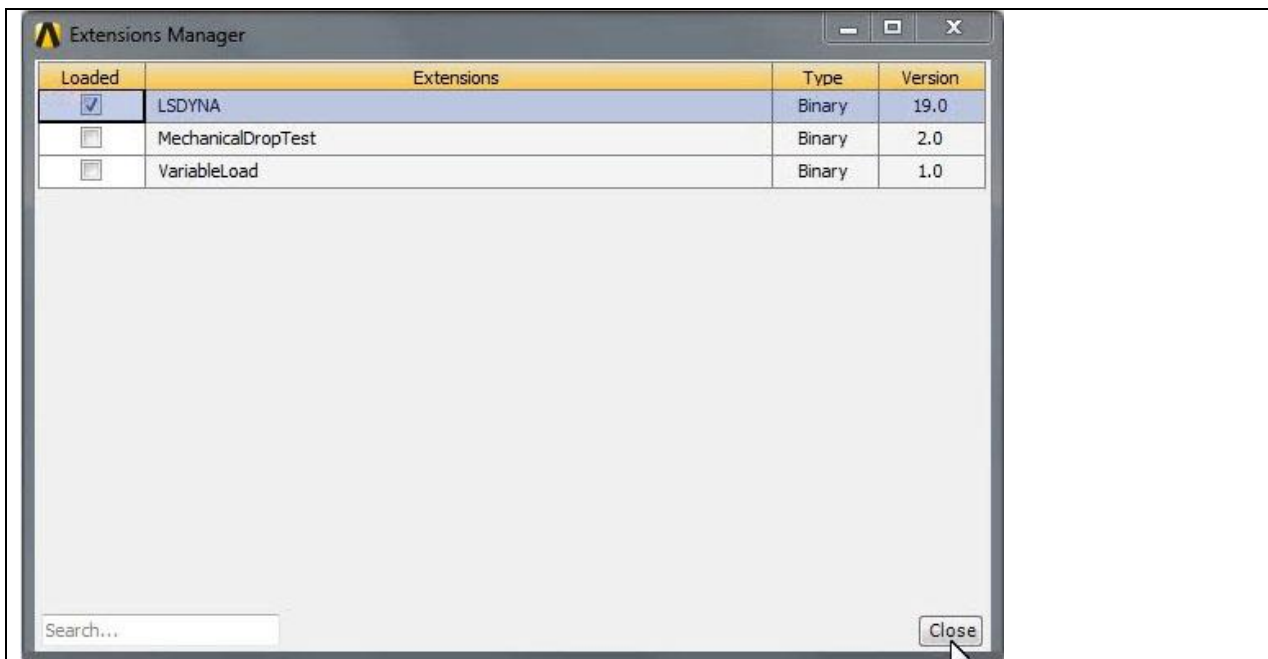 Extensions Manager
Loaded Extensions Type Version
LSDYNA Binary 19.0
MechanicalDropTest Binary 2.0
VariableLoad Binary 1.0
Search... Close